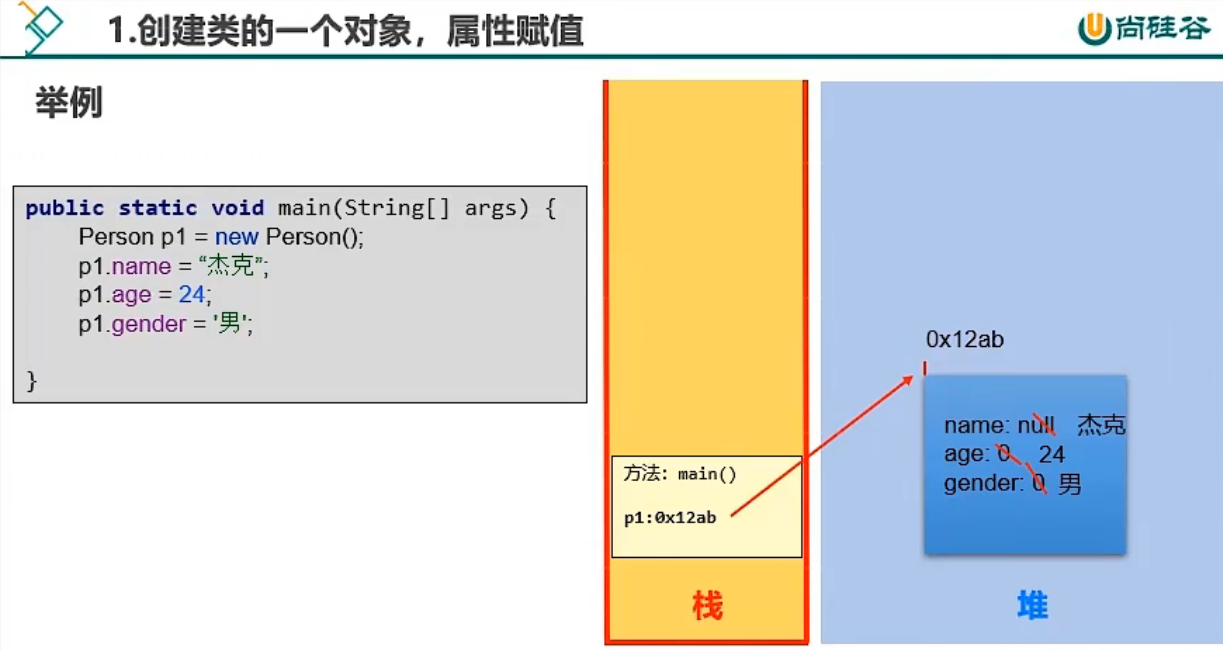 1.创建类的一个对象，属性赋值
尚硅谷
举例
public static void main(String[] args) {
Person p1 = new Person();
p1.name = “杰克”;
p1.age = 24;
p1.gender = '男';
}
方法：main()
p1:0x12ab
栈
0x12ab
name: null 杰克
age: 0 24
gender: 0 男
堆